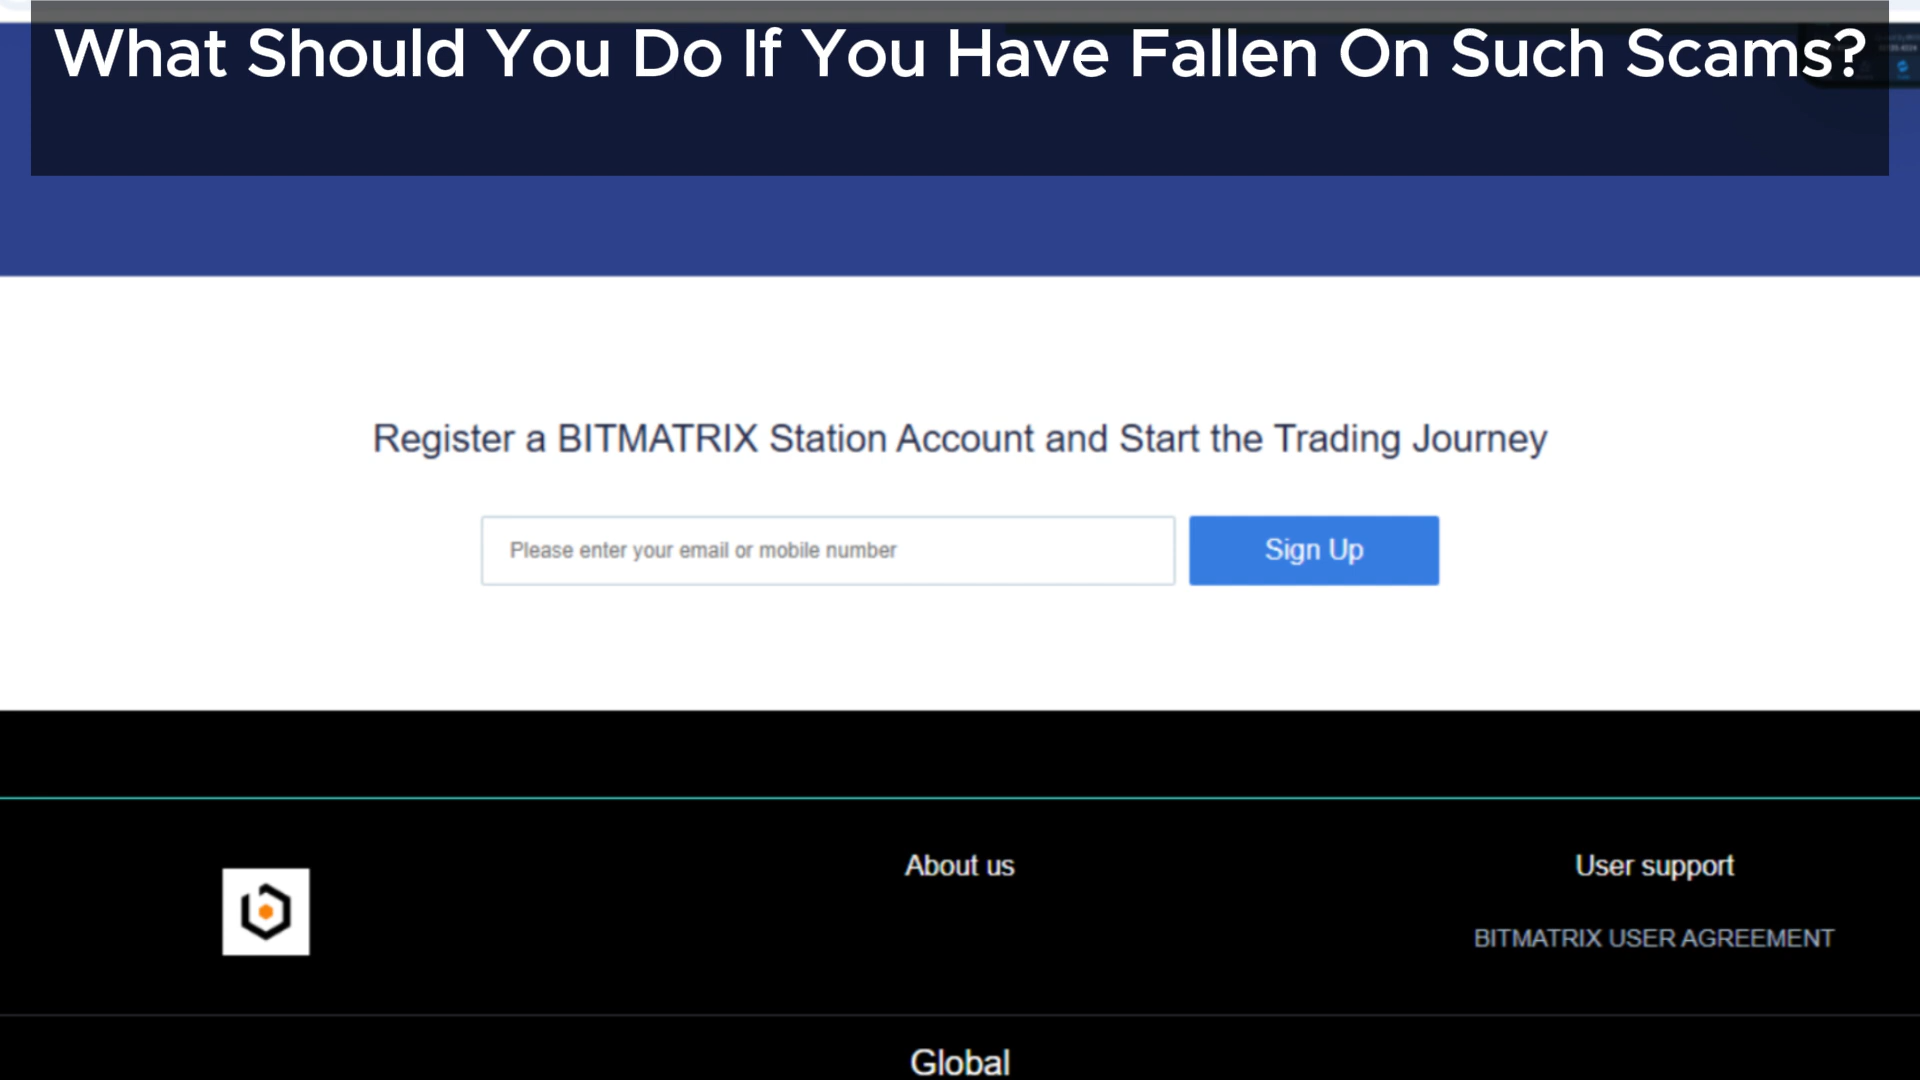 What Should You Do If You Have Fallen On Such Scams?
Register a BITMATRIX Station Account and Start the Trading Journey
Please enter your email or mobile number
Sign Up
About us
User support
BITMATRIX USER AGREEMENT
Global